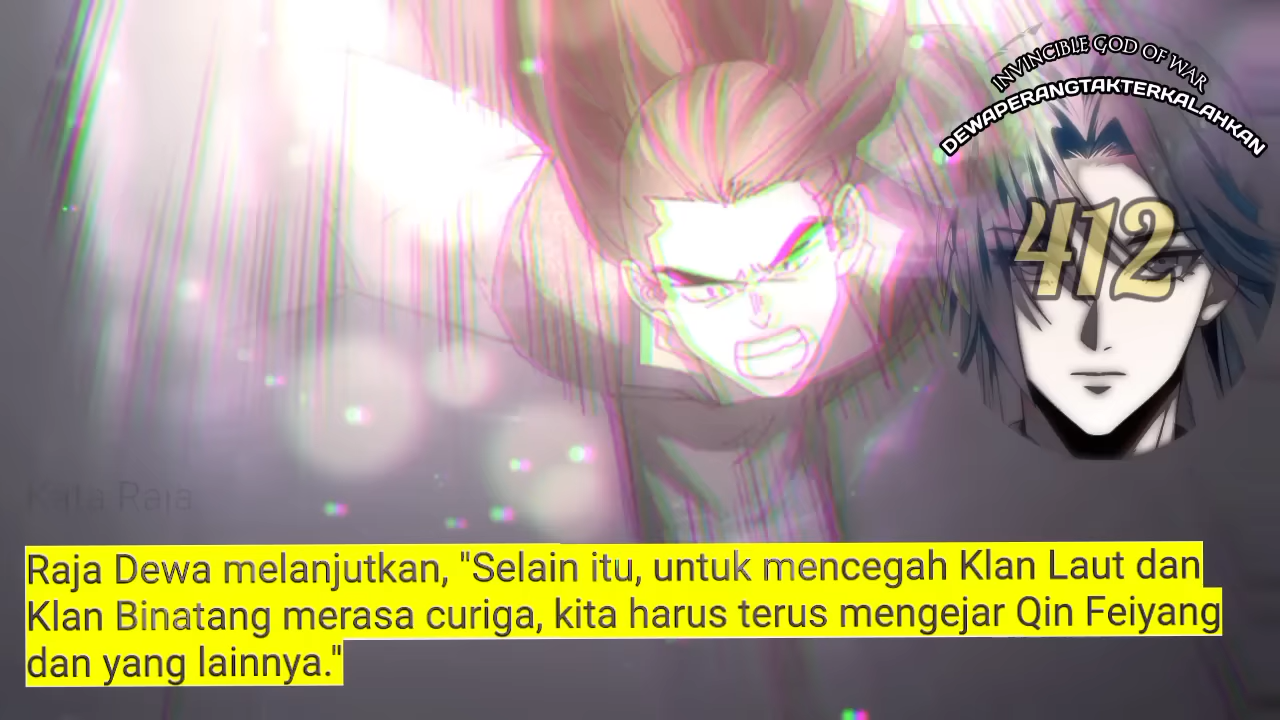 INVINCIBLE GOD OF WAR
DEWAPERANGTAKTERKALAHKAN
412
Kata Raja
Raja Dewa melanjutkan, "Selain itu, untuk mencegah Klan Laut dan
Klan Binatang merasa curiga, kita harus terus mengejar Qin Feiyang
dan yang lainnya."